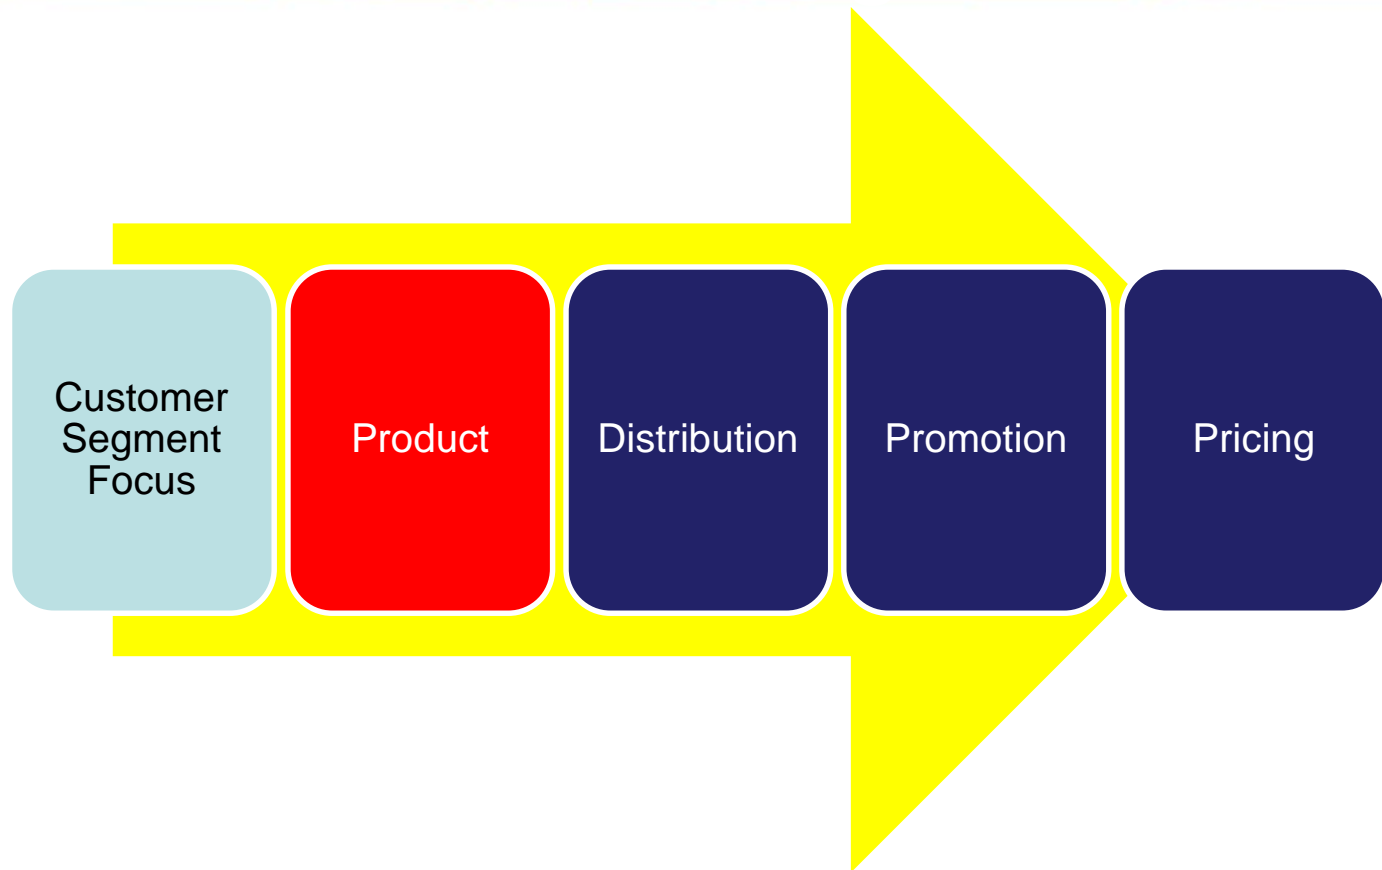 Customer
Segment
Focus
Product
Distribution
Promotion
Pricing